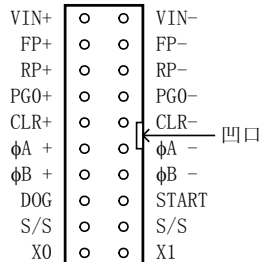 VIN+ VIN-
FP+ FP-
RP+ RP-
PG0+ PG0-
CLR+ CLR-
凹口
ϕA + ϕA -
ϕB + ϕB -
DOG START
S/S S/S
X0 X1